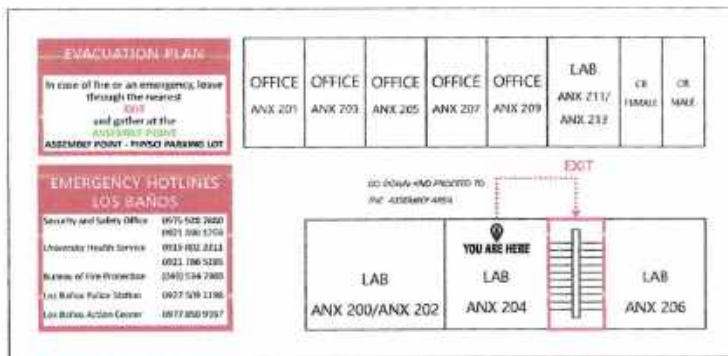 EVACUATION PLAN
In case of fire or an emergency, leave
through the nearest
EXIT
and gather at the
ASSEMBLY POINT
ASSEMBLY POINT - PHYSCI PARKING LOT
EMERGENCY HOTLINES
LOS BAÑOS
Security and Safety Office
University Health Service
Bureau of Fire Protection
Los Baños Police Station
Los Baños Action Center
OFFICE
ANX 201
OFFICE
ANX 203
OFFICE
ANX 205
OFFICE
ANX 207
OFFICE
ANX 209
LAB
ANX 211/
ANX 213
CR
FEMALE
CR
MALE
EXIT
GO DOWN AND PROCEED TO
THE ASSEMBLY AREA
YOU ARE HERE
LAB
ANX 200/ANX 202
LAB
ANX 204
LAB
ANX 206